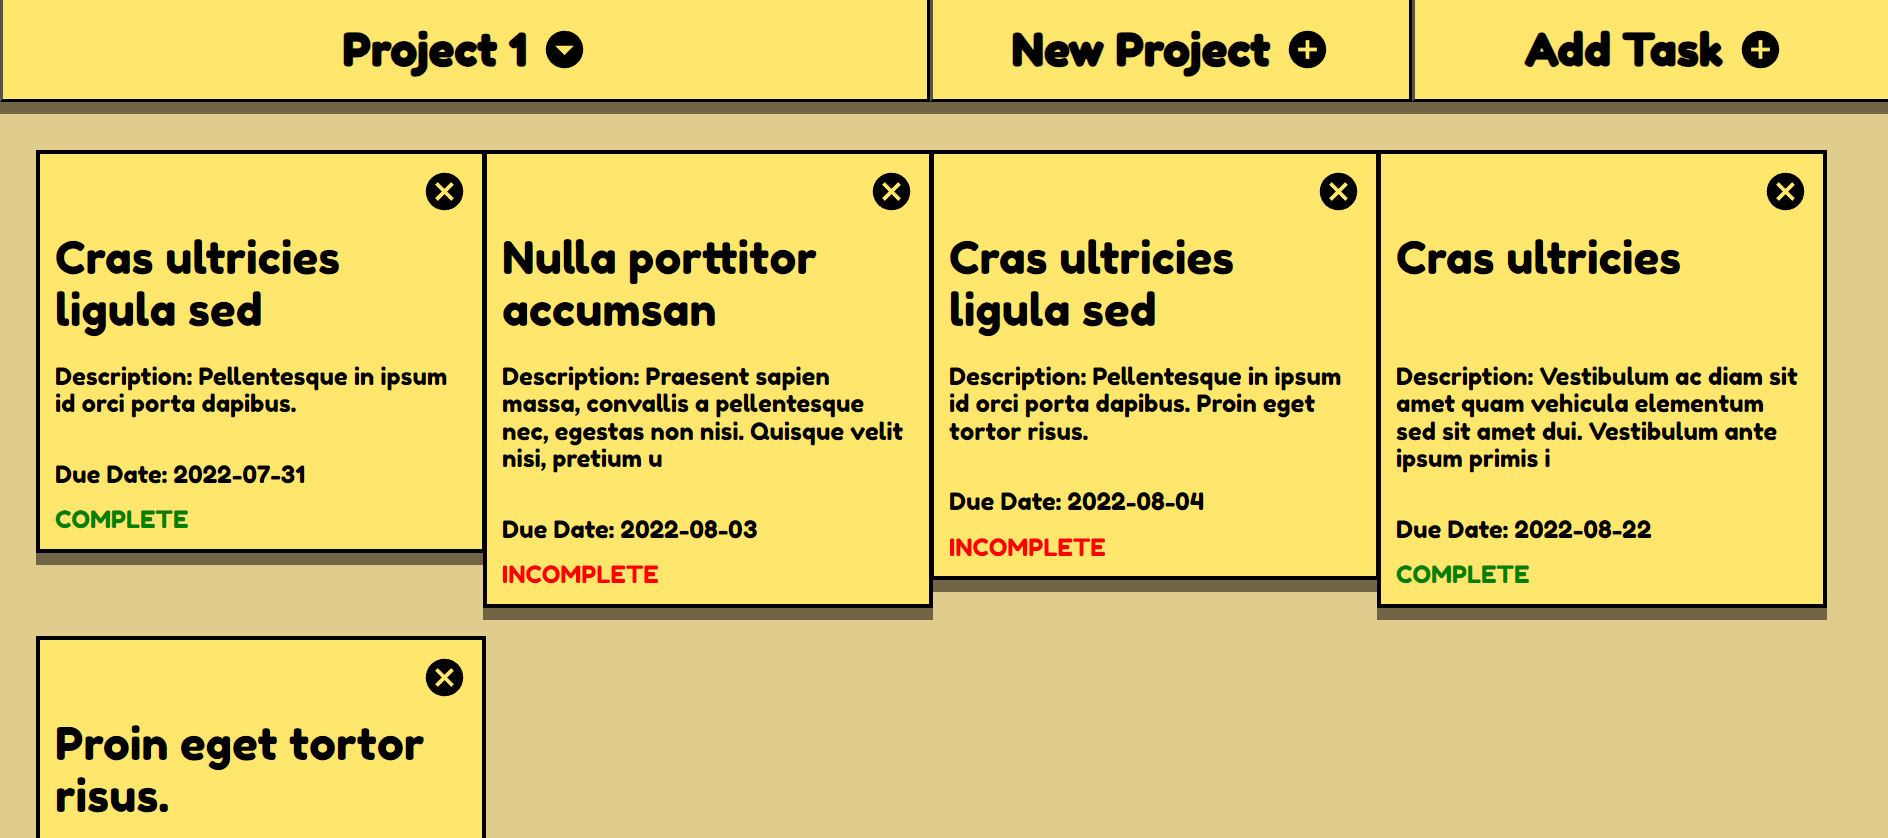 Project 1
New Project
Add Task
Cras ultricies
ligula sed
Description: Pellentesque in ipsum
id orci porta dapibus.
Due Date: 2022-07-31
COMPLETE
Nulla porttitor
accumsan
Description: Praesent sapien
massa, convallis a pellentesque
nec, egestas non nisi. Quisque velit
nisi, pretium u
Due Date: 2022-08-03
INCOMPLETE
Cras ultricies
ligula sed
Description: Pellentesque in ipsum
id orci porta dapibus. Proin eget
tortor risus.
Due Date: 2022-08-04
INCOMPLETE
Cras ultricies
Description: Vestibulum ac diam sit
amet quam vehicula elementum
sed sit amet dui. Vestibulum ante
ipsum primis i
Due Date: 2022-08-22
COMPLETE
Proin eget tortor
risus.